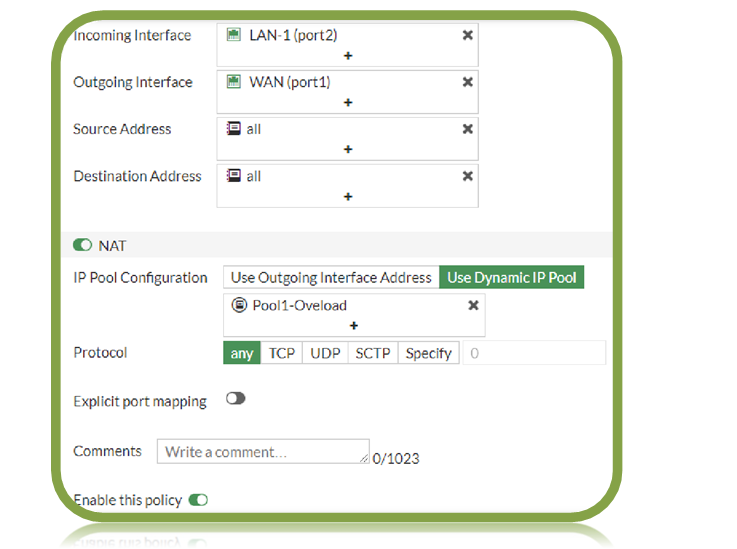 Incoming Interface LAN-1 (port2)
+
Outgoing Interface WAN (port1)
+
Source Address all
+
Destination Address all
+
NAT
IP Pool Configuration Use Outgoing Interface Address Use Dynamic IP Pool
Pool1-Oveload
+
Protocol any TCP UDP SCTP Specify 0
Explicit port mapping
Comments Write a comment... 0/1023
Enable this policy